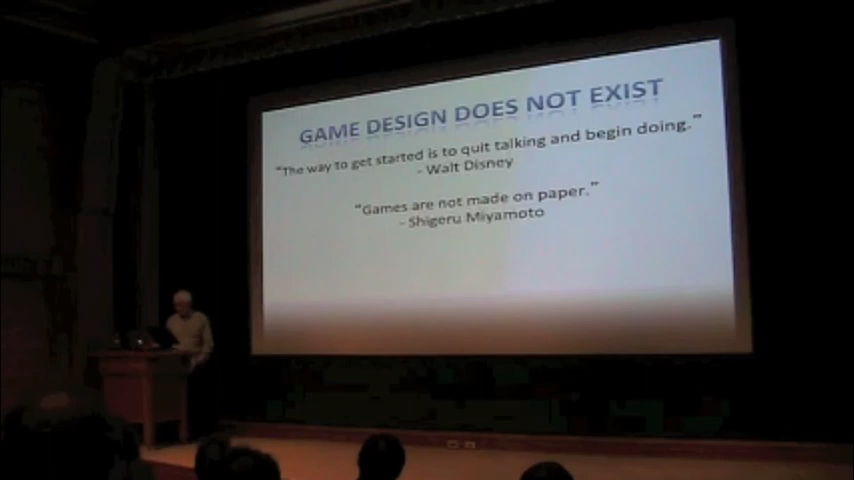 GAME DESIGN DOES NOT EXIST
“The way to get started is to quit talking and begin doing.”
- Walt Disney
“Games are not made on paper.”
- Shigeru Miyamoto